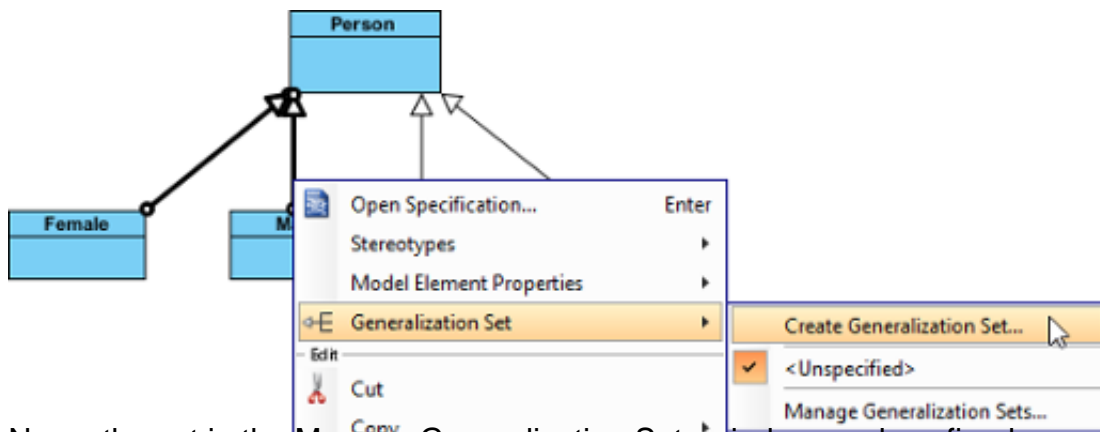 Person
Female
M
Open Specification... Enter
Stereotypes
Model Element Properties
Generalization Set
Create Generalization Set...
Edit
<Unspecified>
Cut
Manage Generalization Sets...
Copy